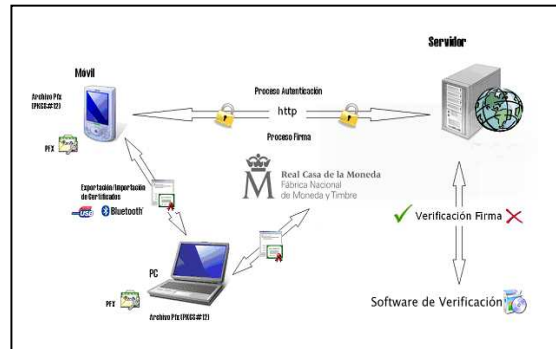 Servidor
Móvil
Archivo Pfx
(PKCS#12)
PFX
Proceso Autenticación
http
Proceso Firma
Real Casa de la Moneda
Fábrica Nacional
de Moneda y Timbre
Exportación/Importación
de Certificados
USB
Bluetooth
Verificación Firma
PC
PFX
Archivo Pfx (PKCS#12)
Software de Verificación